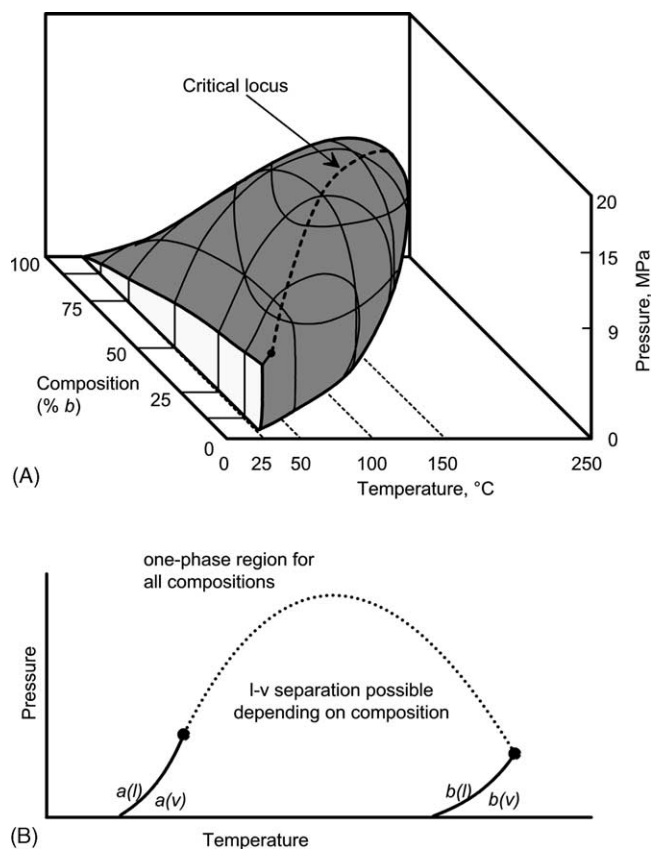 Critical locus
20
15
9
0
Pressure, MPa
100
75
50
25
0
Composition
(% b)
0 25 50 100 150 250
Temperature, °C
(A)
one-phase region for
all compositions
l-v separation possible
depending on composition
Pressure
a(l)
a(v)
b(l)
b(v)
(B)
Temperature